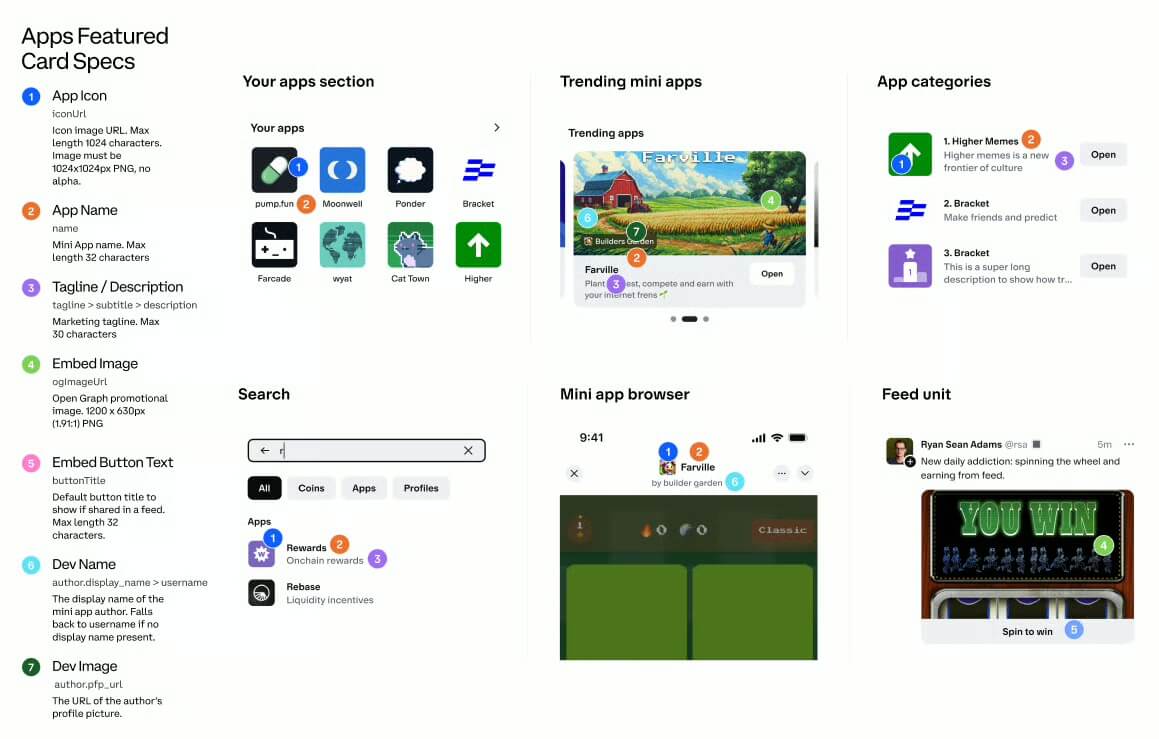 Apps Featured
Card Specs
1
App Icon
iconUrl
Icon image URL. Max
length 1024 characters.
Image must be
1024x1024px PNG, no
alpha.
2
App Name
name
Mini App name. Max
length 32 characters
3
Tagline / Description
tagline > subtitle > description
Marketing tagline. Max
30 characters
4
Embed Image
ogImageUrl
Open Graph promotional
image. 1200 x 630px
(1.91:1) PNG
5
Embed Button Text
buttonTitle
Default button title to
show if shared in a feed.
Max length 32
characters.
6
Dev Name
author.display_name > username
The display name of the
mini app author. Falls
back to username if no
display name present.
7
Dev Image
author.pfp_url
The URL of the author's
profile picture.
Your apps section
Your apps
1
pump.fun 2
Moonwell
Ponder
Bracket
Farcade
wyat
Cat Town
Higher
Trending mini apps
Trending apps
Farville
4
6
7
Builders
2
Farville
3
Plant est, compete and earn with
your internet frens
Open
App categories
1
1. Higher Memes 2
Higher memes is a new 3
frontier of culture
Open
2. Bracket
Make friends and predict
Open
1
3. Bracket
This is a super long
description to show how tr...
Open
Search
r
All
Coins
Apps
Profiles
Apps
1
W
Rewards 2
Onchain rewards 3
Rebase
Liquidity incentives
Mini app browser
9:41
1 2
Farville
by builder garden 6
1
0
0
Classic
Feed unit
Ryan Sean Adams @rsa 5m
New daily addiction: spinning the wheel and
earning from feed.
YOU WIN
4
Spin to win 5